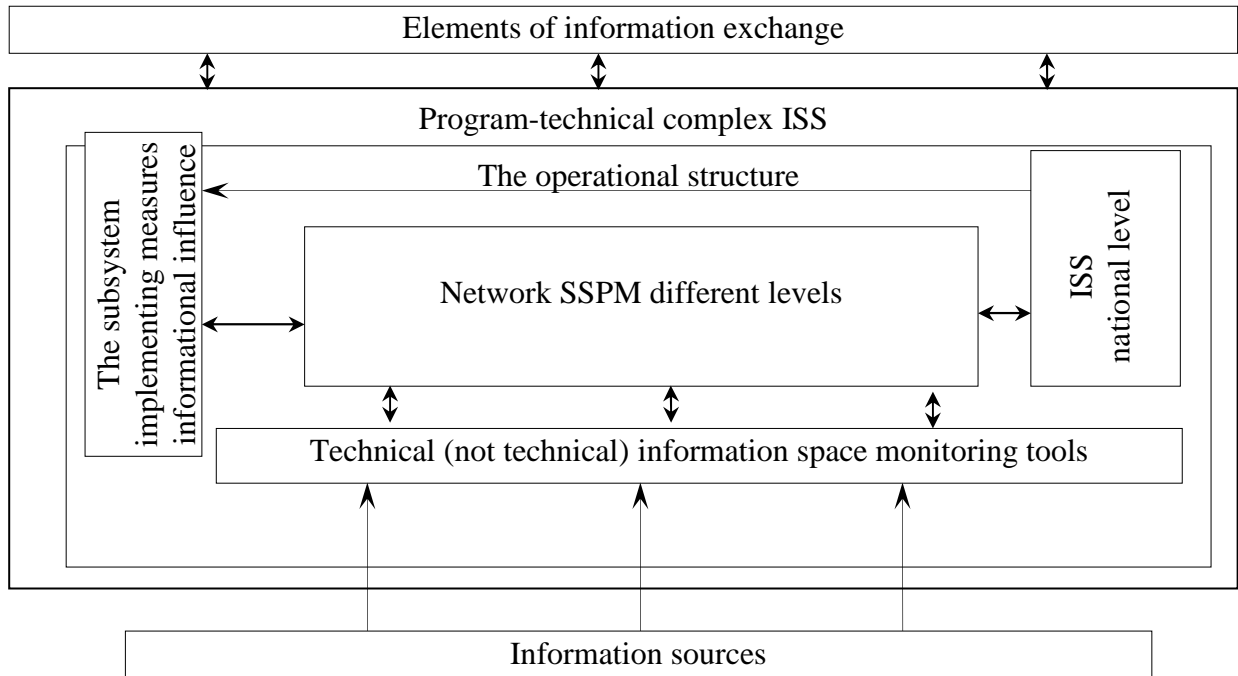 Elements of information exchange
Program-technical complex ISS
The operational structure
The subsystem
implementing measures
informational influence
Network SSPM different levels
ISS
national level
Technical (not technical) information space monitoring tools
Information sources